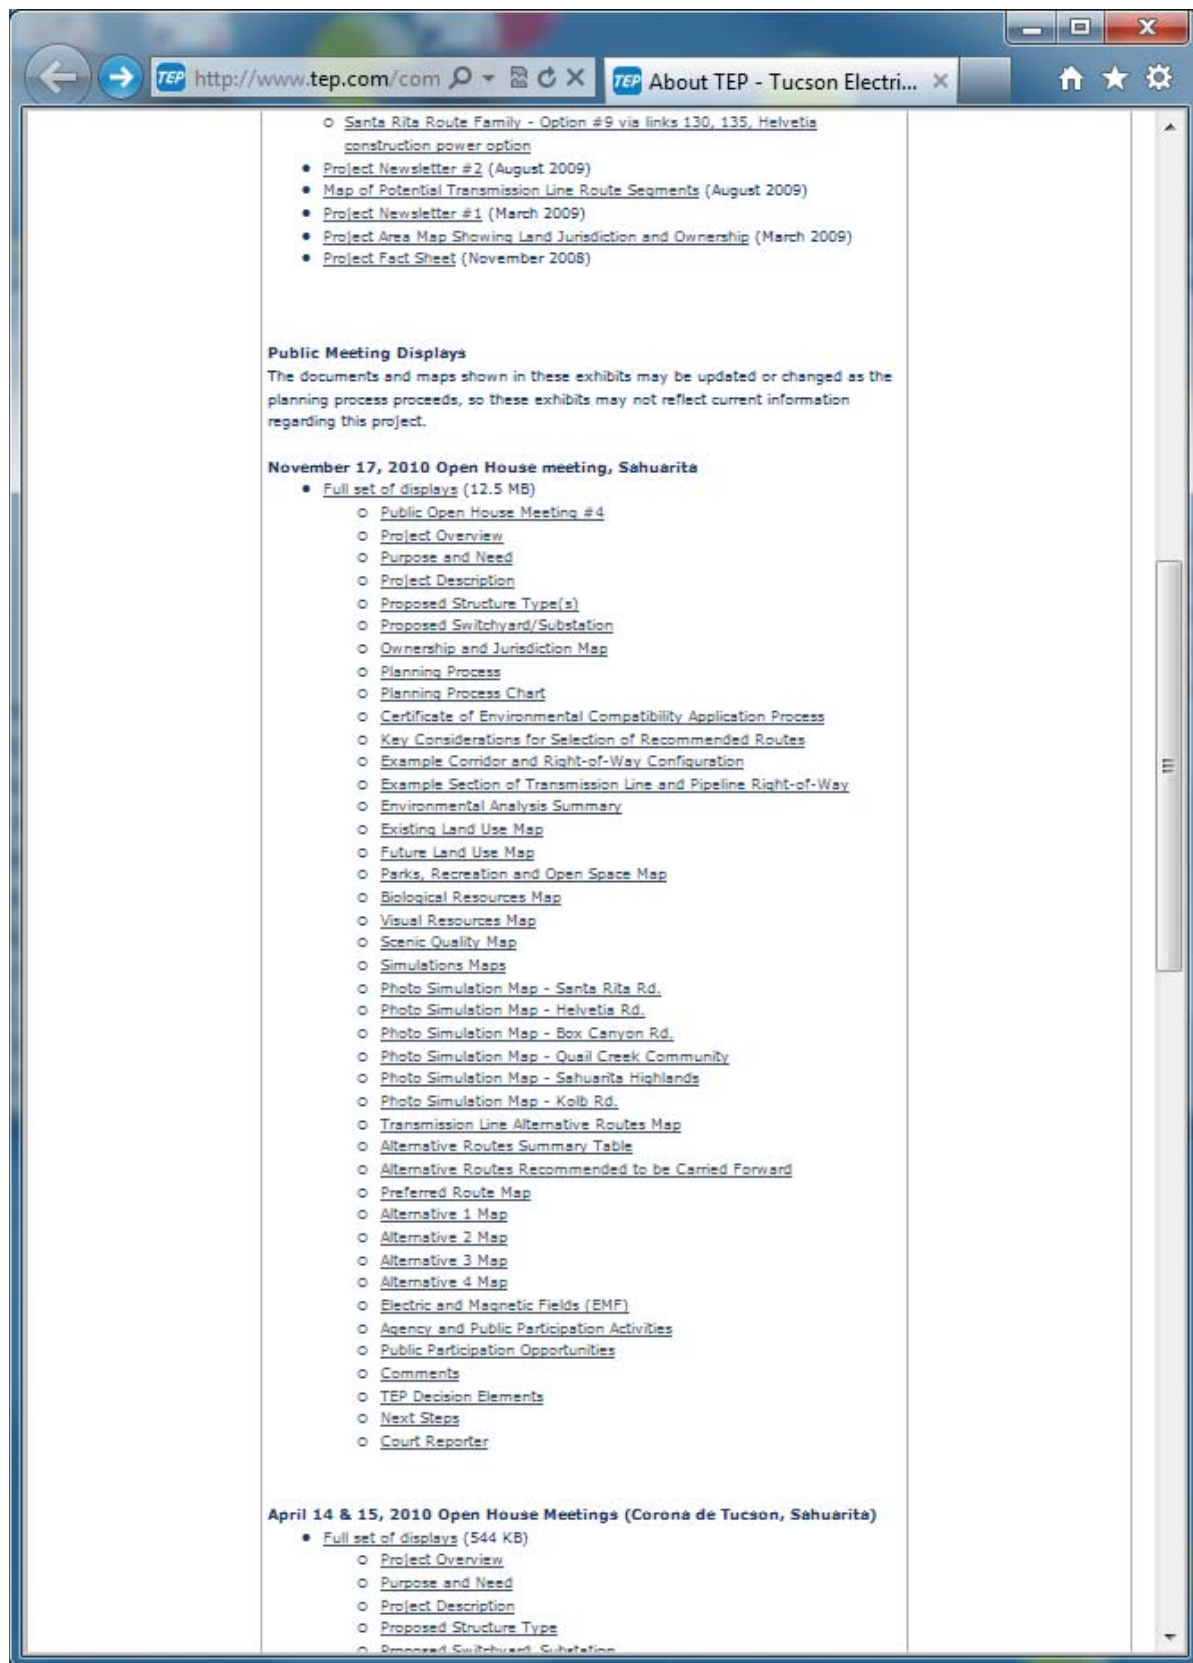 TEP http://www.tep.com/com
TEP About TEP - Tucson Electri...
Santa Rita Route Family - Option #9 via links 130, 135, Helvetia
construction power option
Project Newsletter #2 (August 2009)
Map of Potential Transmission Line Route Segments (August 2009)
Project Newsletter #1 (March 2009)
Project Area Map Showing Land Jurisdiction and Ownership (March 2009)
Project Fact Sheet (November 2008)
Public Meeting Displays
The documents and maps shown in these exhibits may be updated or changed as the
planning process proceeds, so these exhibits may not reflect current information
regarding this project.
November 17, 2010 Open House meeting, Sahuarita
Full set of displays (12.5 MB)
Public Open House Meeting #4
Project Overview
Purpose and Need
Project Description
Proposed Structure Type(s)
Proposed Switchyard/Substation
Ownership and Jurisdiction Map
Planning Process
Planning Process Chart
Certificate of Environmental Compatibility Application Process
Key Considerations for Selection of Recommended Routes
Example Corridor and Right-of-Way Configuration
Example Section of Transmission Line and Pipeline Right-of-Way
Environmental Analysis Summary
Existing Land Use Map
Future Land Use Map
Parks, Recreation and Open Space Map
Biological Resources Map
Visual Resources Map
Scenic Quality Map
Simulations Maps
Photo Simulation Map - Santa Rita Rd.
Photo Simulation Map - Helvetia Rd.
Photo Simulation Map - Box Canyon Rd.
Photo Simulation Map - Quail Creek Community
Photo Simulation Map - Sahuarita Highlands
Photo Simulation Map - Kolb Rd.
Transmission Line Alternative Routes Map
Alternative Routes Summary Table
Alternative Routes Recommended to be Carried Forward
Preferred Route Map
Alternative 1 Map
Alternative 2 Map
Alternative 3 Map
Alternative 4 Map
Electric and Magnetic Fields (EMF)
Agency and Public Participation Activities
Public Participation Opportunities
Comments
TEP Decision Elements
Next Steps
Court Reporter
April 14 & 15, 2010 Open House Meetings (Corona de Tucson, Sahuarita)
Full set of displays (544 KB)
Project Overview
Purpose and Need
Project Description
Proposed Structure Type
Proposed Switchyard, Substation